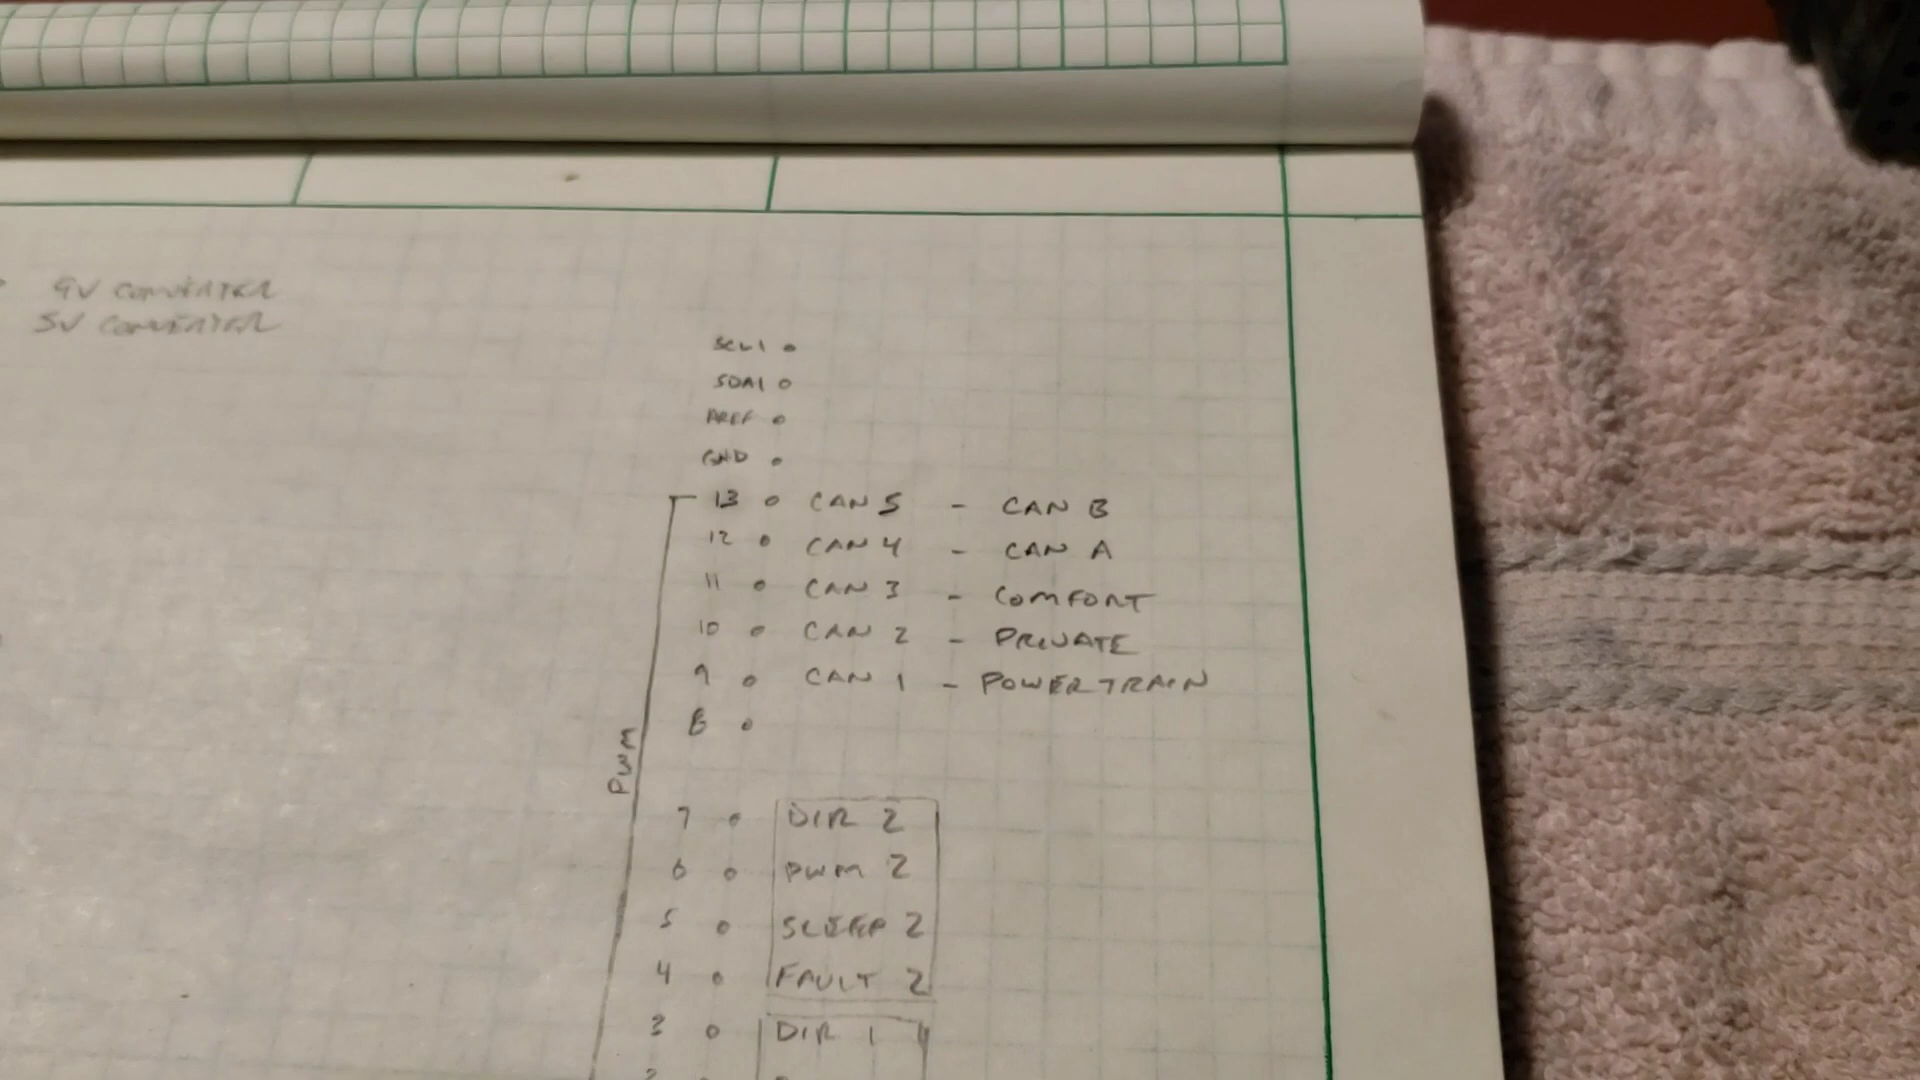 9V CONVERTER
5V CONVERTER
SCL1
SDA1
AREF
GND
13 CAN 5 - CAN B
12 CAN 4 - CAN A
11 CAN 3 - COMFORT
10 CAN 2 - PRIVATE
9 CAN 1 - POWERTRAIN
8
PWM
7 DIR 2
6 PWM 2
5 SLEEP 2
4 FAULT 2
3 DIR 1
2